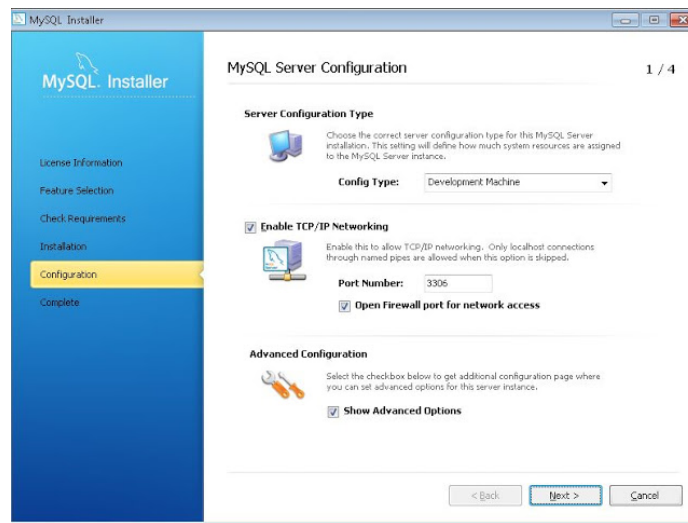 MySQL Installer
MySQL. Installer
License Information
Feature Selection
Check Requirements
Installation
Configuration
Complete
MySQL Server Configuration
1 / 4
Server Configuration Type
Choose the correct server configuration type for this MySQL Server
installation. This setting will define how much system resources are assigned
to the MySQL Server instance.
Config Type:
Development Machine
Enable TCP/IP Networking
Enable this to allow TCP/IP networking. Only localhost connections
through named pipes are allowed when this option is skipped.
Port Number:
3306
Open Firewall port for network access
Advanced Configuration
Select the checkbox below to get additional configuration page where
you can set advanced options for this server instance.
Show Advanced Options
< Back
Next >
Cancel